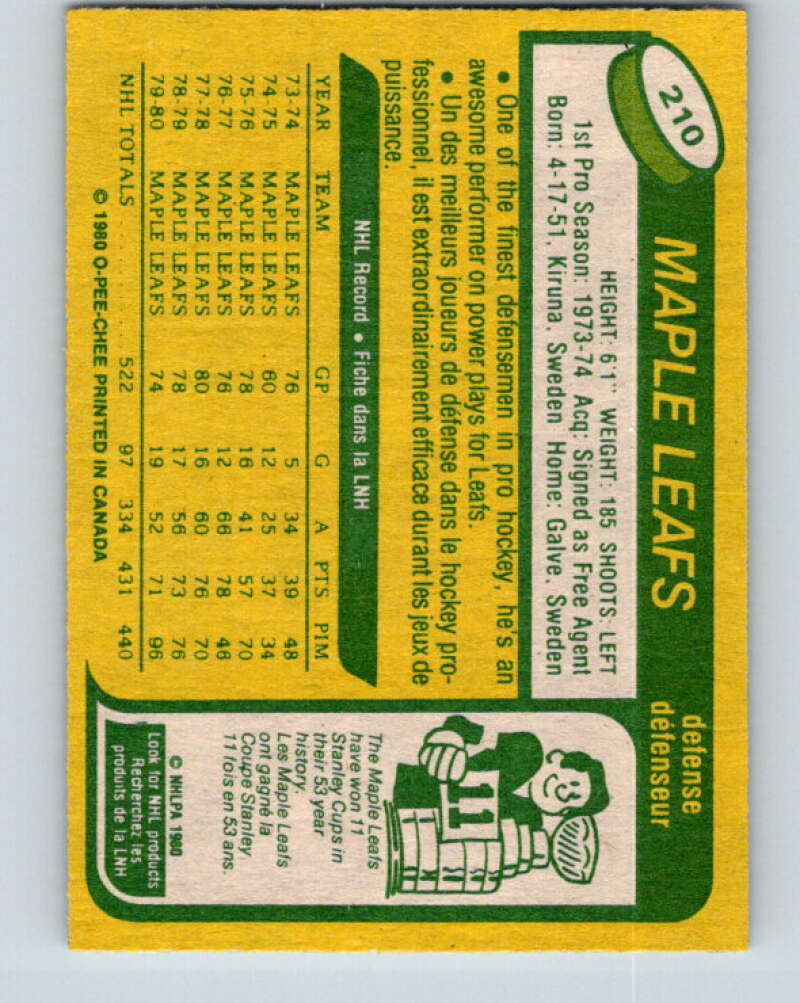 210
MAPLE LEAFS
defense
défenseur
HEIGHT: 6'1" WEIGHT: 185 SHOOTS: LEFT
1st Pro Season: 1973-74 Acq: Signed as Free Agent
Born: 4-17-51, Kiruna, Sweden Home: Galve, Sweden
• One of the finest defensemen in pro hockey, he's an
awesome performer on power plays for Leafs.
• Un des meilleurs joueurs de défense dans le hockey pro-
fessionnel, il est extraordinairement efficace durant les jeux de
puissance.
NHL Record • Fiche dans la LNH
YEAR TEAM GP G A PTS PIM
73-74 MAPLE LEAFS 76 5 34 39 48
74-75 MAPLE LEAFS 60 12 25 37 34
75-76 MAPLE LEAFS 78 16 41 57 70
76-77 MAPLE LEAFS 76 12 66 78 46
77-78 MAPLE LEAFS 80 16 60 76 70
78-79 MAPLE LEAFS 78 17 56 73 76
79-80 MAPLE LEAFS 74 19 52 71 96
NHL TOTALS . . . . . . . . . . . 522 97 334 431 440
© 1980 O-PEE-CHEE PRINTED IN CANADA
11
The Maple Leafs
have won 11
Stanley Cups in
their 53 year
history.
Les Maple Leafs
ont gagné la
Coupe Stanley
11 fois en 53 ans.
© NHLPA 1980
Look for NHL products
Recherchez les
produits de la LNH